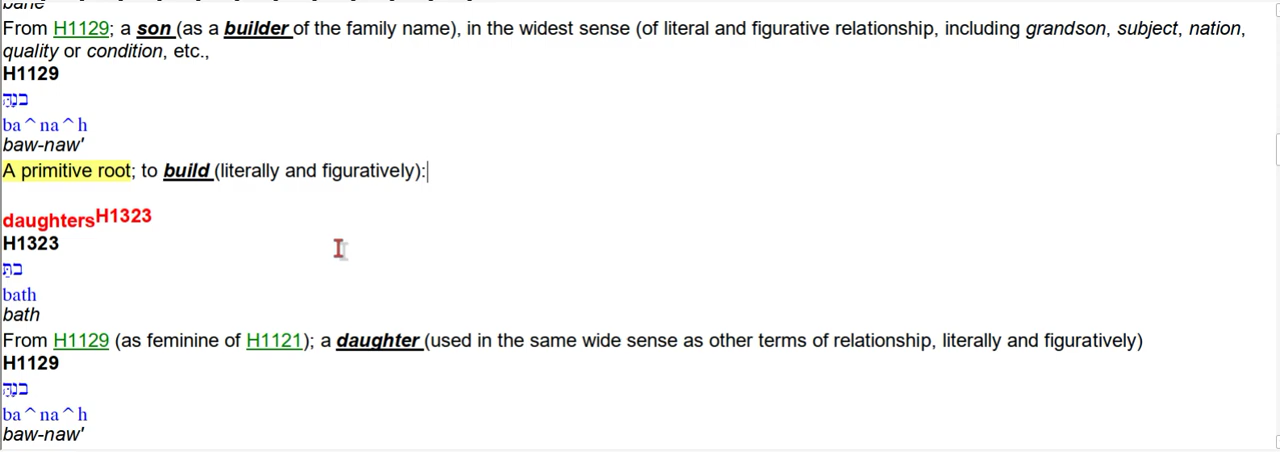 From H1129; a son (as a builder of the family name), in the widest sense (of literal and figurative relationship, including grandson, subject, nation,
quality or condition, etc.,
H1129
בּנה
ba^na^h
baw-naw'
A primitive root; to build (literally and figuratively):
daughtersH1323
H1323
בּת
bath
bath
From H1129 (as feminine of H1121); a daughter (used in the same wide sense as other terms of relationship, literally and figuratively)
H1129
בּנה
ba^na^h
baw-naw'